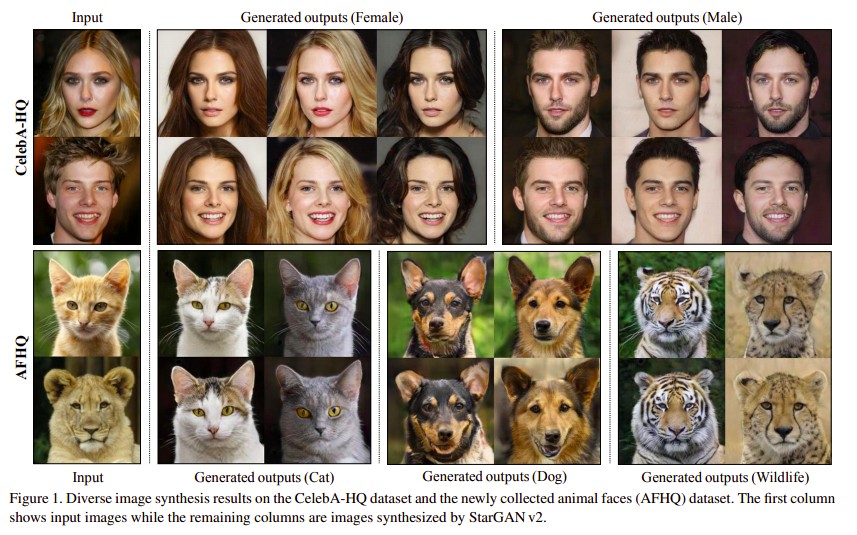 Input
Generated outputs (Female)
Generated outputs (Male)
CelebA-HQ
AFHQ
Input
Generated outputs (Cat)
Generated outputs (Dog)
Generated outputs (Wildlife)
Figure 1. Diverse image synthesis results on the CelebA-HQ dataset and the newly collected animal faces (AFHQ) dataset. The first column
shows input images while the remaining columns are images synthesized by StarGAN v2.